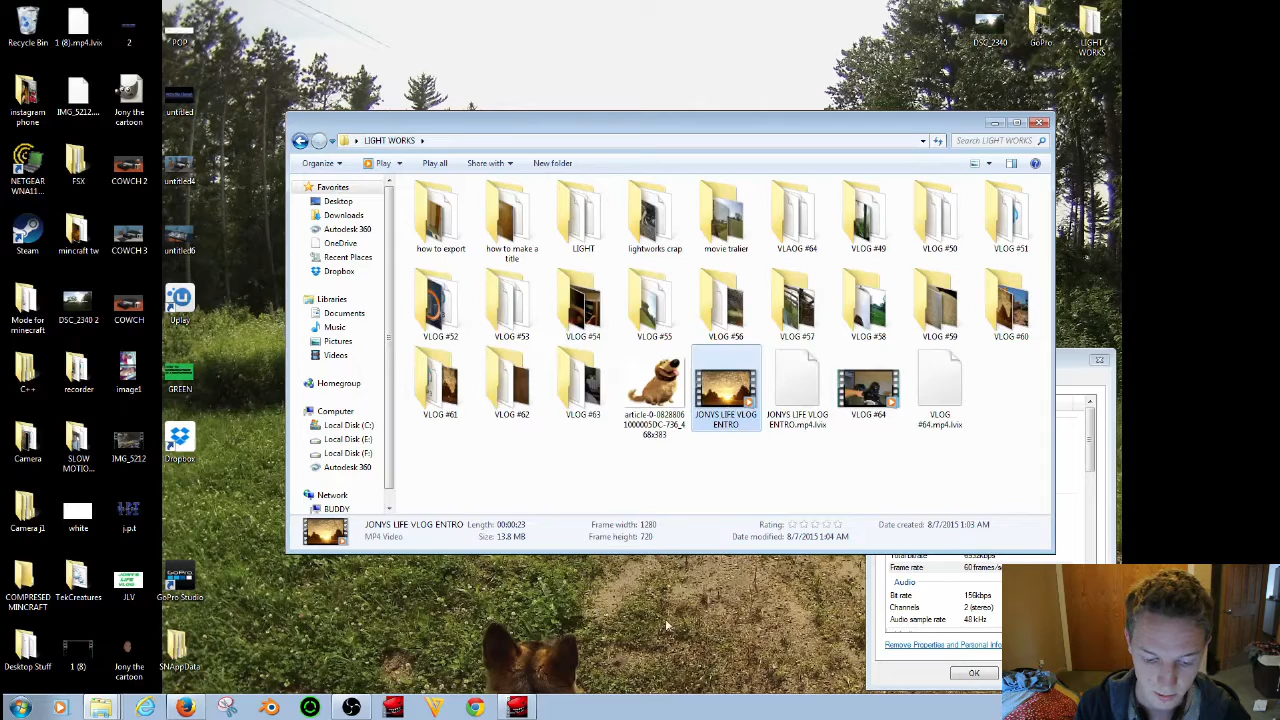 Recycle Bin
1 (8).mp4.lvix
2
POP
DSC_2340
GoPro
LIGHT WORKS
LIGHT WORKS
Search LIGHT WORKS
Organize
Play
Play all
Share with
New folder
instagram phone
IMG_5212....
Jony the cartoon
untitled
NETGEAR WNA11...
FSX
COWCH 2
untitled4
Steam
mincraft tw
COWCH 3
untitled6
Mode for minecraft
DSC_2340 2
COWCH
Uplay
C++
recorder
image1
GREEN
Camera
SLOW MOTION...
IMG_5212
Dropbox
Camera j1
white
j.p.t
COMPRESED MINCRAFT
TekCreatures
JLV
GoPro Studio
Desktop Stuff
1 (8)
Jony the cartoon
SNAppData
Favorites
Desktop
Downloads
Autodesk 360
OneDrive
Recent Places
Dropbox
Libraries
Documents
Music
Pictures
Videos
Homegroup
Computer
Local Disk (C:)
Local Disk (E:)
Local Disk (F:)
Autodesk 360
Network
BUDDY
how to export
how to make a title
LIGHT
lightworks crap
movie tralier
VLAOG #64
VLOG #49
VLOG #50
VLOG #51
VLOG #52
VLOG #53
VLOG #54
VLOG #55
VLOG #56
VLOG #57
VLOG #58
VLOG #59
VLOG #60
VLOG #61
VLOG #62
VLOG #63
article-0-0828806
1000005DC-736_4
68x383
JONYS LIFE VLOG ENTRO
JONYS LIFE VLOG ENTRO.mp4.lvix
VLOG #64
VLOG #64.mp4.lvix
JONYS LIFE VLOG ENTRO
Length: 00:00:23
Frame width: 1280
Rating:
Date created: 8/7/2015 1:03 AM
MP4 Video
Size: 13.8 MB
Frame height: 720
Date modified: 8/7/2015 1:04 AM
Frame rate
60 frames/s
Audio
Bit rate
156kbps
Channels
2 (stereo)
Audio sample rate
48 kHz
Remove Properties and Personal Info
OK